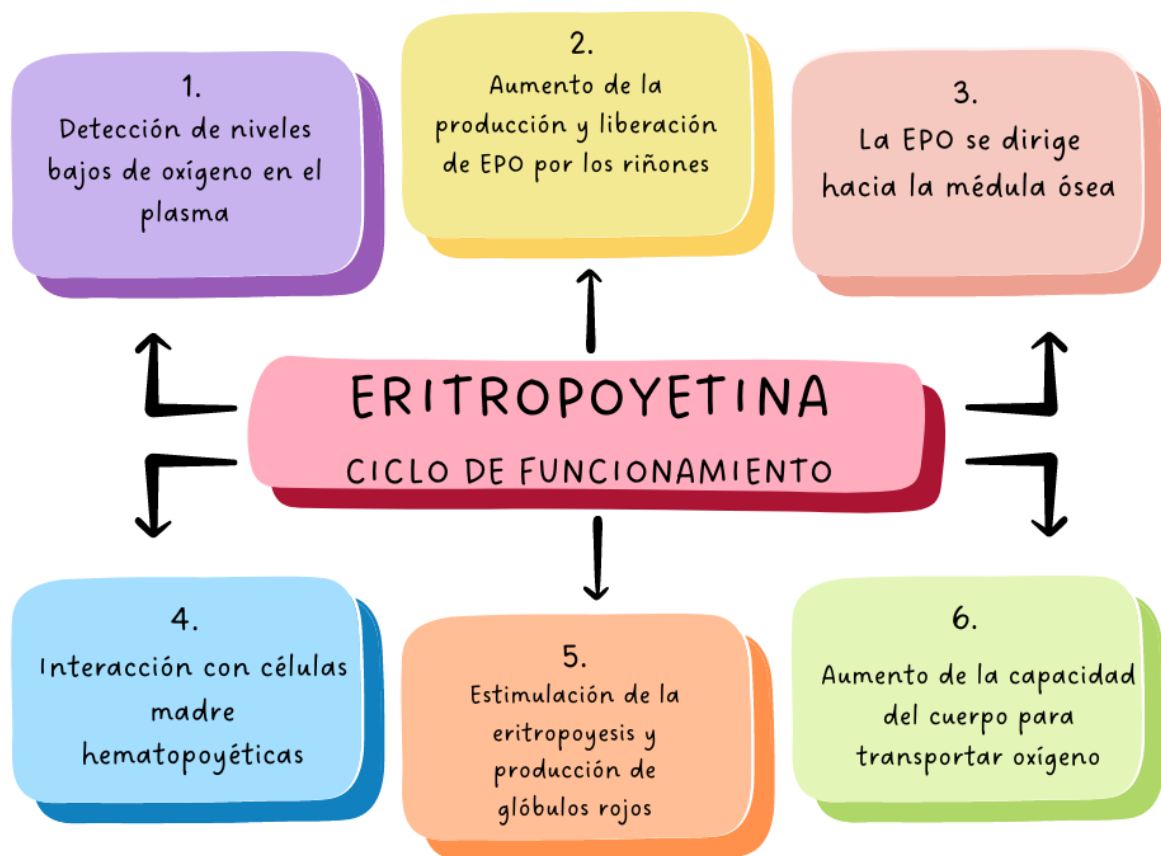 1.
Detección de niveles
bajos de oxígeno en el
plasma
2.
Aumento de la
producción y liberación
de EPO por los riñones
3.
La EPO se dirige
hacia la médula ósea
ERITROPOYETINA
CICLO DE FUNCIONAMIENTO
4.
Interacción con células
madre
hematopoyéticas
5.
Estimulación de la
eritropoyesis y
producción de
glóbulos rojos
6.
Aumento de la capacidad
del cuerpo para
transportar oxígeno